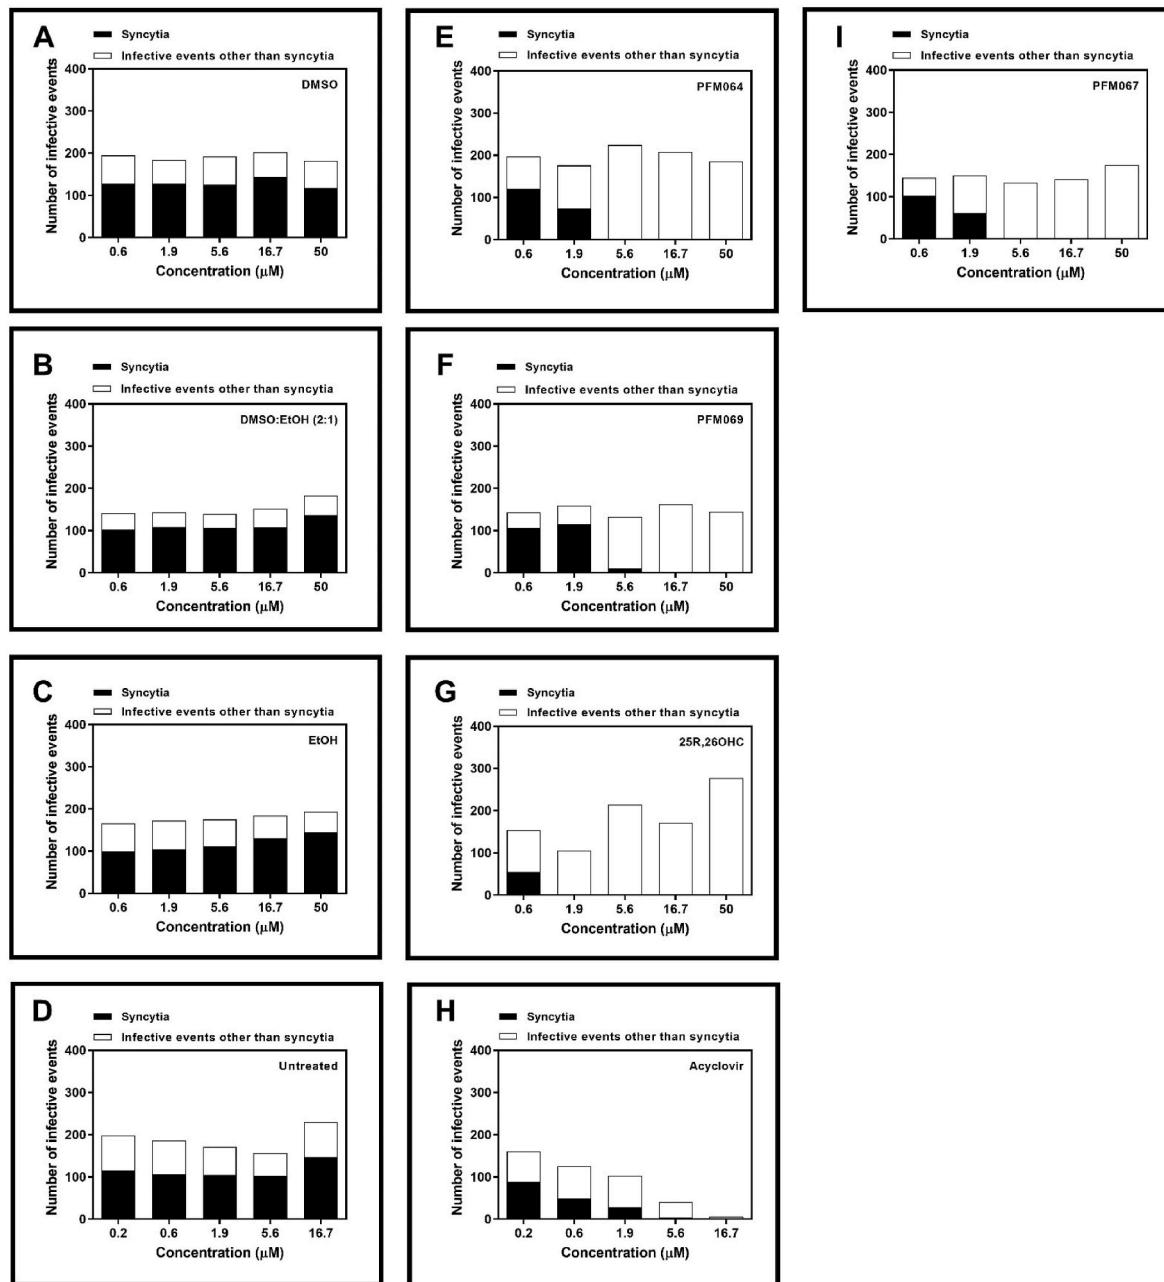 A
Syncytia
Infective events other than syncytia
DMSO
Number of infective events
400
300
200
100
0
0.6 1.9 5.6 16.7 50
Concentration (μM)
E
Syncytia
Infective events other than syncytia
PFM064
Number of infective events
400
300
200
100
0
0.6 1.9 5.6 16.7 50
Concentration (μM)
I
Syncytia
Infective events other than syncytia
PFM067
Number of infective events
400
300
200
100
0
0.6 1.9 5.6 16.7 50
Concentration (μM)
B
Syncytia
Infective events other than syncytia
DMSO:EtOH (2:1)
Number of infective events
400
300
200
100
0
0.6 1.9 5.6 16.7 50
Concentration (μM)
F
Syncytia
Infective events other than syncytia
PFM069
Number of infective events
400
300
200
100
0
0.6 1.9 5.6 16.7 50
Concentration (μM)
C
Syncytia
Infective events other than syncytia
EtOH
Number of infective events
400
300
200
100
0
0.6 1.9 5.6 16.7 50
Concentration (μM)
G
Syncytia
Infective events other than syncytia
25R,26OHC
Number of infective events
400
300
200
100
0
0.6 1.9 5.6 16.7 50
Concentration (μM)
D
Syncytia
Infective events other than syncytia
Untreated
Number of infective events
400
300
200
100
0
0.2 0.6 1.9 5.6 16.7
Concentration (μM)
H
Syncytia
Infective events other than syncytia
Acyclovir
Number of infective events
400
300
200
100
0
0.2 0.6 1.9 5.6 16.7
Concentration (μM)